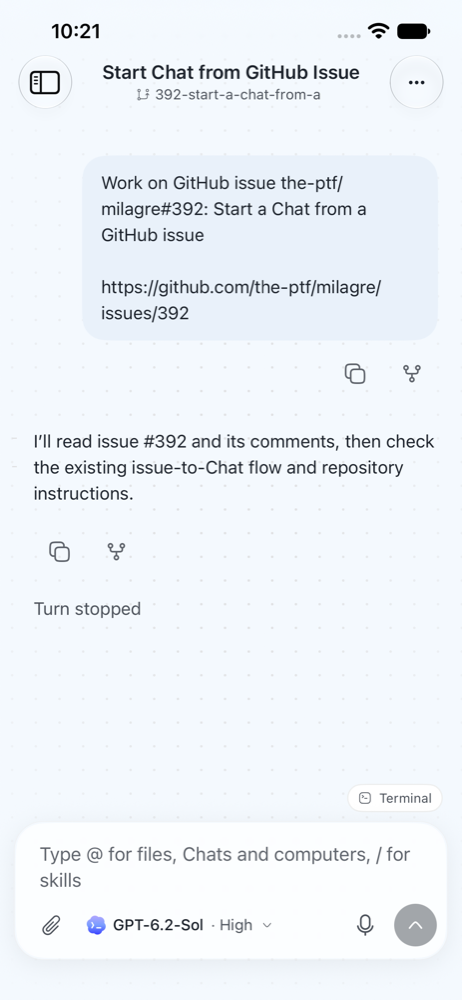 10:21
Start Chat from GitHub Issue
392-start-a-chat-from-a
Work on GitHub issue the-ptf/
milagre#392: Start a Chat from a
GitHub issue
https://github.com/the-ptf/milagre/
issues/392
I’ll read issue #392 and its comments, then check
the existing issue-to-Chat flow and repository
instructions.
Turn stopped
Terminal
Type @ for files, Chats and computers, / for
skills
GPT-6.2-Sol · High